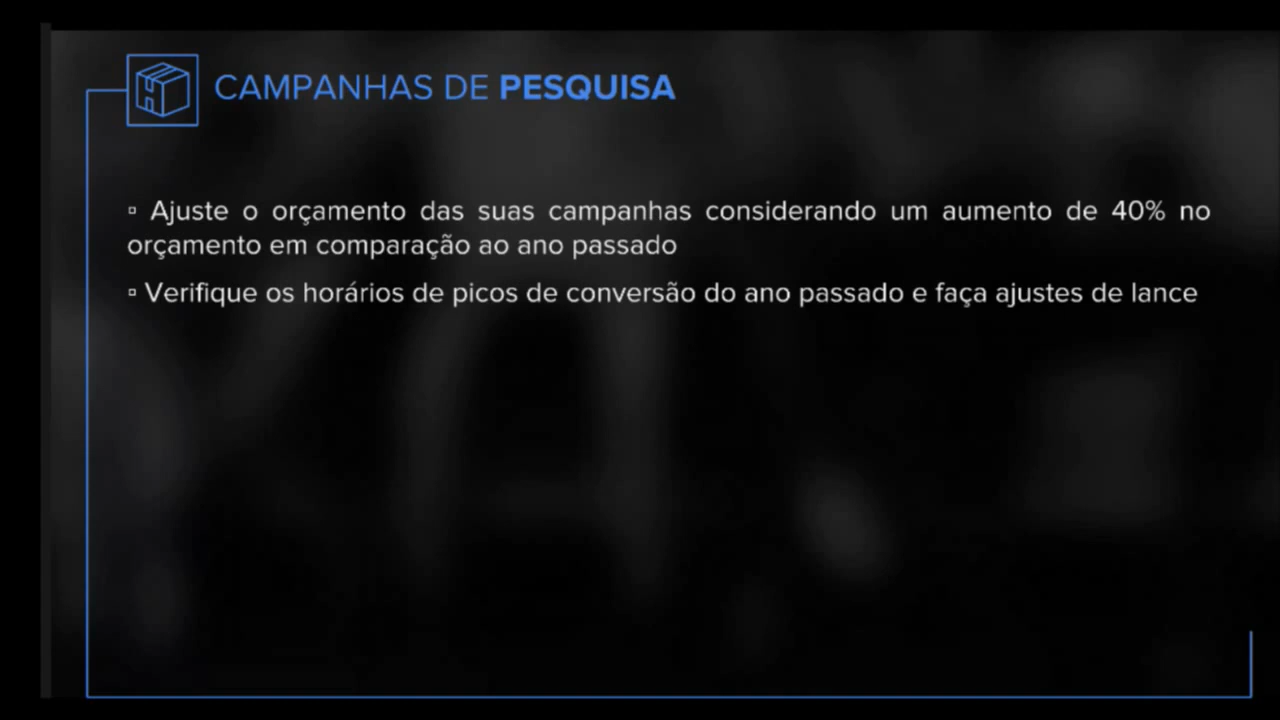 CAMPANHAS DE PESQUISA
▫ Ajuste o orçamento das suas campanhas considerando um aumento de 40% no
orçamento em comparação ao ano passado
▫ Verifique os horários de picos de conversão do ano passado e faça ajustes de lance